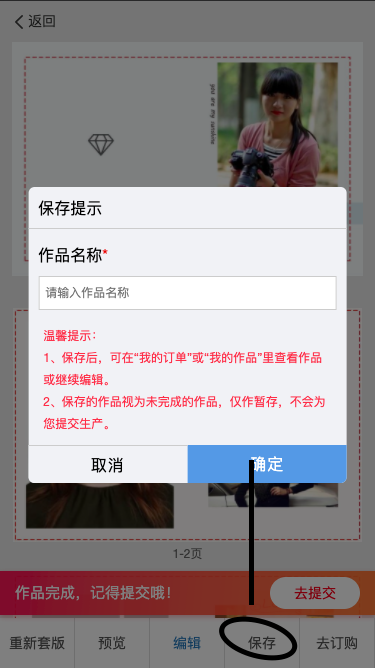 返回
you are my sunshine
保存提示
作品名称*
请输入作品名称
温馨提示：
1、保存后，可在“我的订单”或“我的作品”里查看作品
或继续编辑。
2、保存的作品视为未完成的作品，仅作暂存，不会为
您提交生产。
取消
确定
1-2页
作品完成，记得提交哦！
去提交
重新套版
预览
编辑
保存
去订购